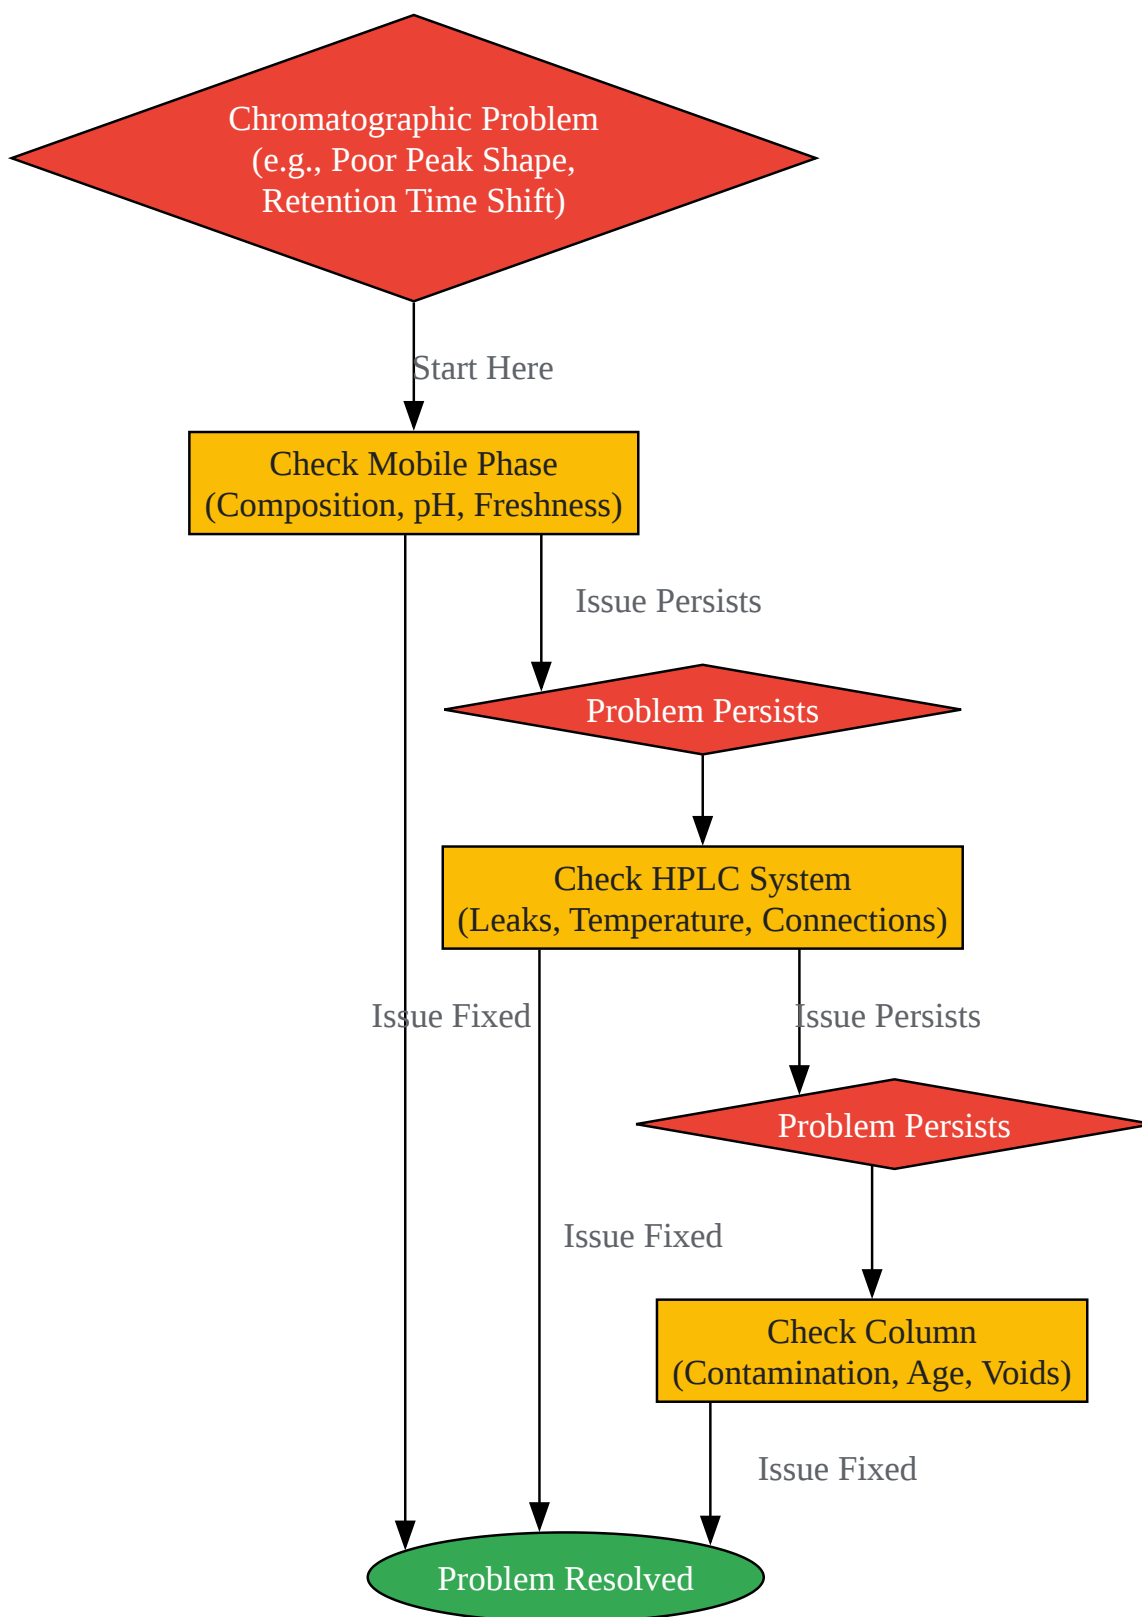 Chromatographic Problem
(e.g., Poor Peak Shape,
Retention Time Shift)
Start Here
Check Mobile Phase
(Composition, pH, Freshness)
Issue Persists
Problem Persists
Check HPLC System
(Leaks, Temperature, Connections)
Issue Fixed
Issue Persists
Problem Persists
Issue Fixed
Check Column
(Contamination, Age, Voids)
Issue Fixed
Problem Resolved